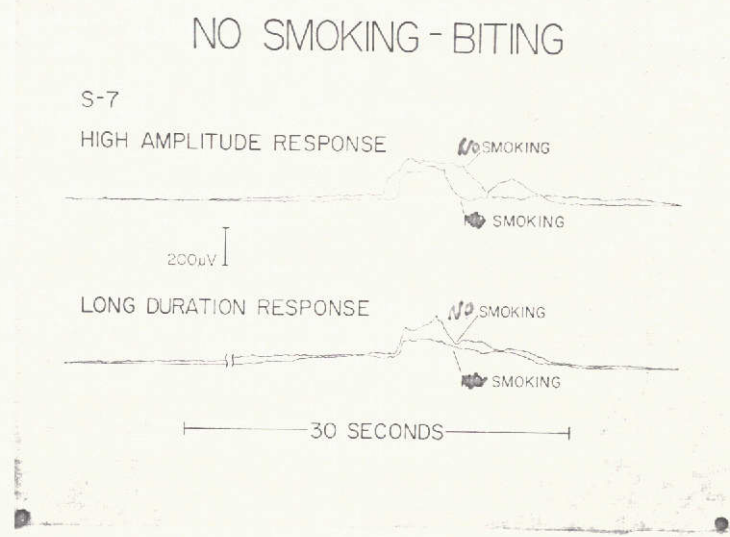 NO SMOKING - BITING
S-7
HIGH AMPLITUDE RESPONSE
No SMOKING
SMOKING
200µV
LONG DURATION RESPONSE
NO SMOKING
SMOKING
30 SECONDS